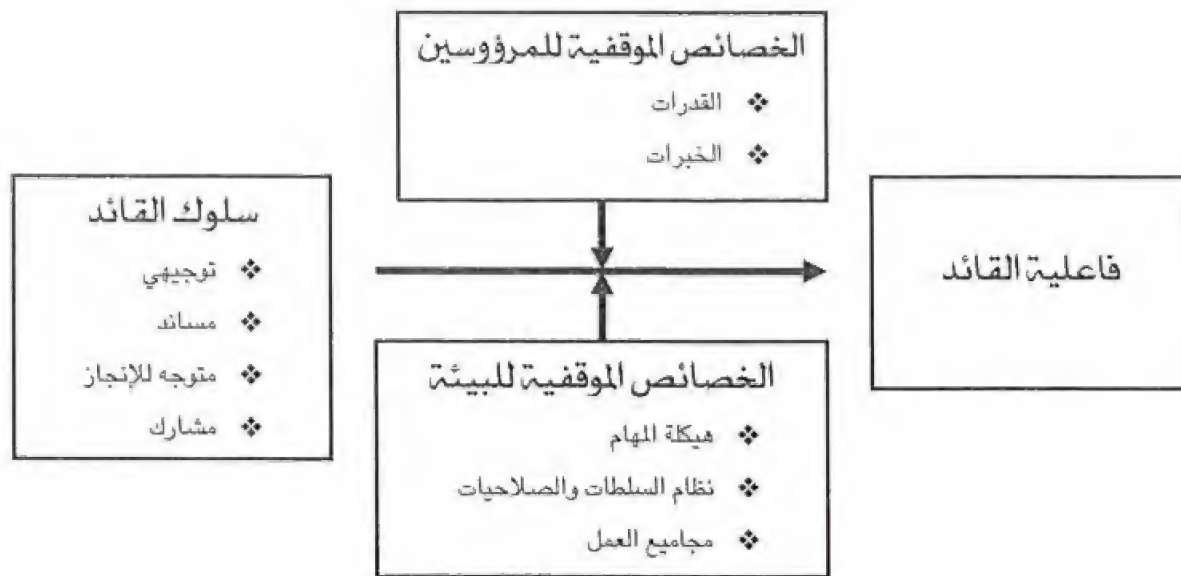 الخصائص الموقفية للمرؤوسين
❖ القدرات
❖ الخبرات
سلوك القائد
❖ توجيهي
❖ مساند
❖ متوجه للإنجاز
❖ مشارك
فاعلية القائد
الخصائص الموقفية للبيئة
❖ هيكلة المهام
❖ نظام السلطات والصلاحيات
❖ مجاميع العمل